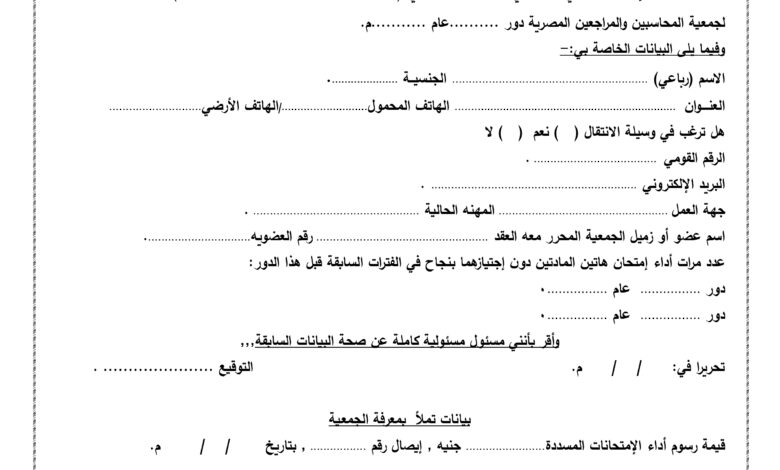 لجمعية المحاسبين والمراجعين المصرية دور ..........عام ...........م.
وفيما يلى البيانات الخاصة بي:-
الاسم (رباعي) .......................................................... الجنسية .....................
العنـوان .................................................................. الهاتف المحمول........................../الهاتف الأرضي............................
هل ترغب في وسيلة الانتقال ( ) نعم ( ) لا
الرقم القومي ..................................... .
البريد الإلكتروني ............................................................. .
جهة العمل .................................................. المهنه الحالية .................................................. .
اسم عضو أو زميل الجمعية المحرر معه العقد .................................................... رقم العضويه...............................
عدد مرات أداء إمتحان هاتين المادتين دون إجتيازهما بنجاح في الفترات السابقة قبل هذا الدور:
دور ................ عام ................
دور ................ عام ................
وأقر بأنني مسئول مسئولية كاملة عن صحة البيانات السابقة,,,
تحريرا في: / / م. التوقيع ...................... .
بيانات تملأ بمعرفة الجمعية
قيمة رسوم أداء الإمتحانات المسددة........................ جنيه , إيصال رقم ................. , بتاريخ / / م.